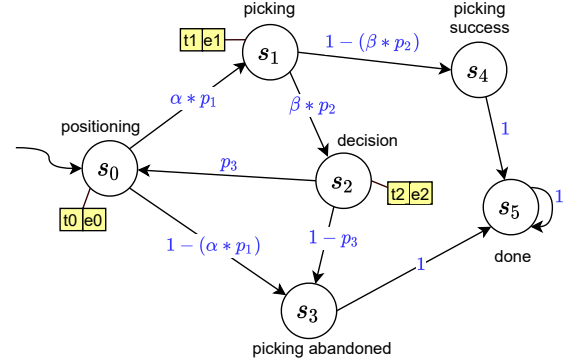 picking
picking
success
t1 e1
s₁
1 − (β ∗ p₂)
s₄
α ∗ p₁
β ∗ p₂
positioning
decision
1
s₀
p₃
s₂
t2 e2
s₅
1
t0 e0
1 − (α ∗ p₁)
1 − p₃
done
1
s₃
picking abandoned